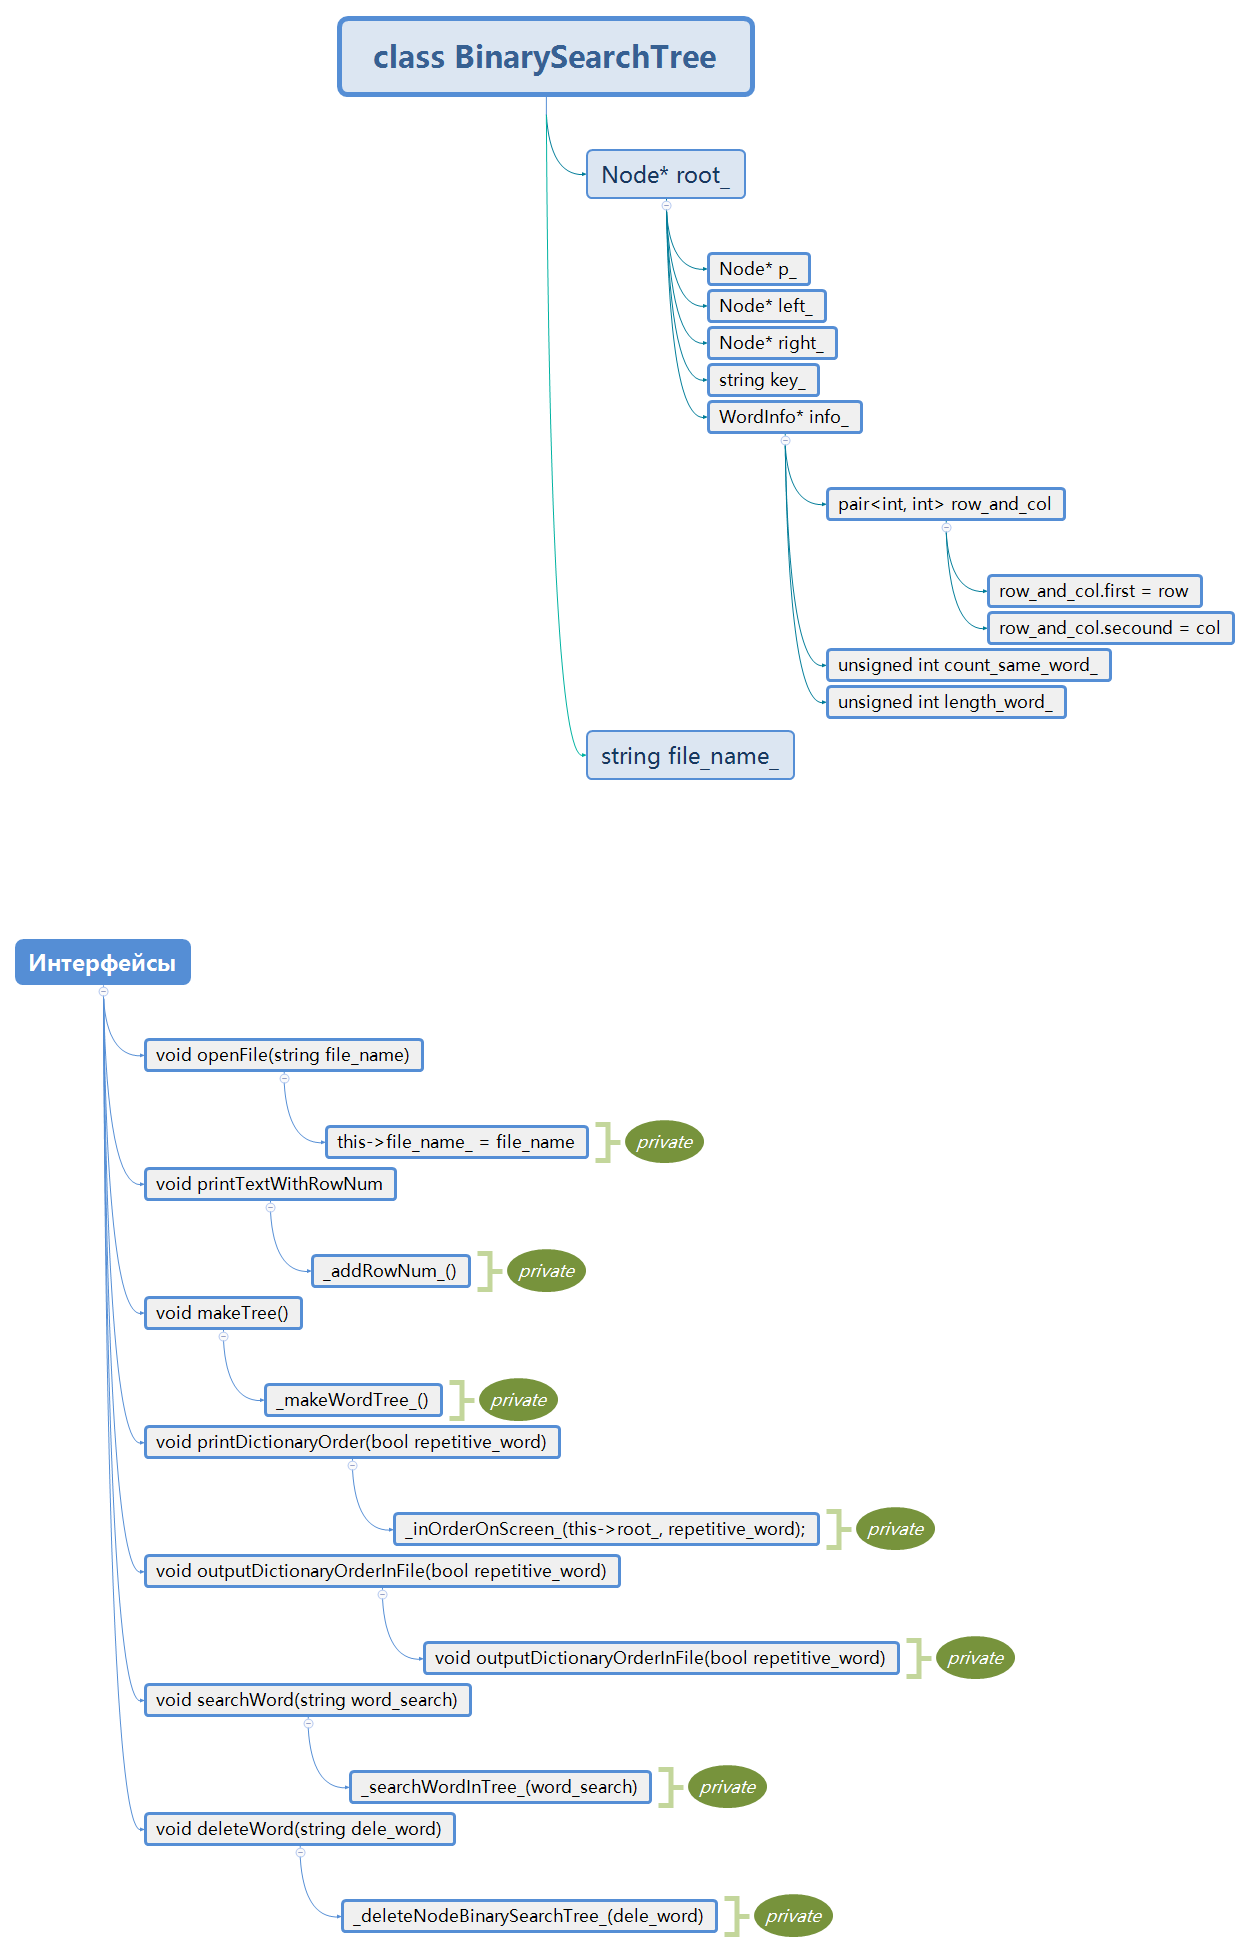 class BinarySearchTree
Node* root_
Node* p_
Node* left_
Node* right_
string key_
WordInfo* info_
pair<int, int> row_and_col
row_and_col.first = row
row_and_col.secound = col
unsigned int count_same_word_
unsigned int length_word_
string file_name_
Интерфейсы
void openFile(string file_name)
this->file_name_ = file_name
private
void printTextWithRowNum
_addRowNum_()
private
void makeTree()
_makeWordTree_()
private
void printDictionaryOrder(bool repetitive_word)
_inOrderOnScreen_(this->root_, repetitive_word);
private
void outputDictionaryOrderInFile(bool repetitive_word)
void outputDictionaryOrderInFile(bool repetitive_word)
private
void searchWord(string word_search)
_searchWordInTree_(word_search)
private
void deleteWord(string dele_word)
_deleteNodeBinarySearchTree_(dele_word)
private